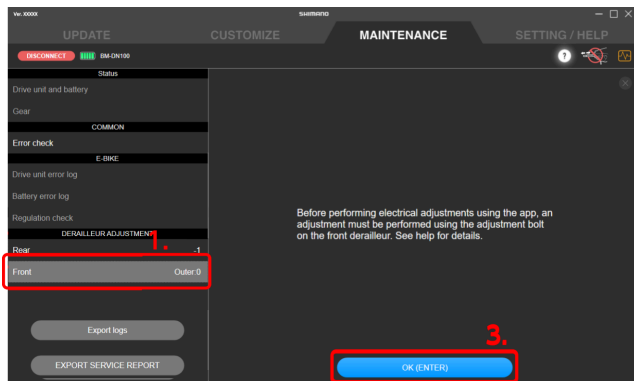 Ver. XXXX
SHIMANO
UPDATE
CUSTOMIZE
MAINTENANCE
SETTING / HELP
DISCONNECT
BM-DN100
?
Status
Drive unit and battery
Gear
COMMON
Error check
E-BIKE
Drive unit error log
Battery error log
Regulation check
DERAILLEUR ADJUSTMENT
1.
Rear -1
Front Outer:0
Export logs
EXPORT SERVICE REPORT
Before performing electrical adjustments using the app, an
adjustment must be performed using the adjustment bolt
on the front derailleur. See help for details.
3.
OK (ENTER)